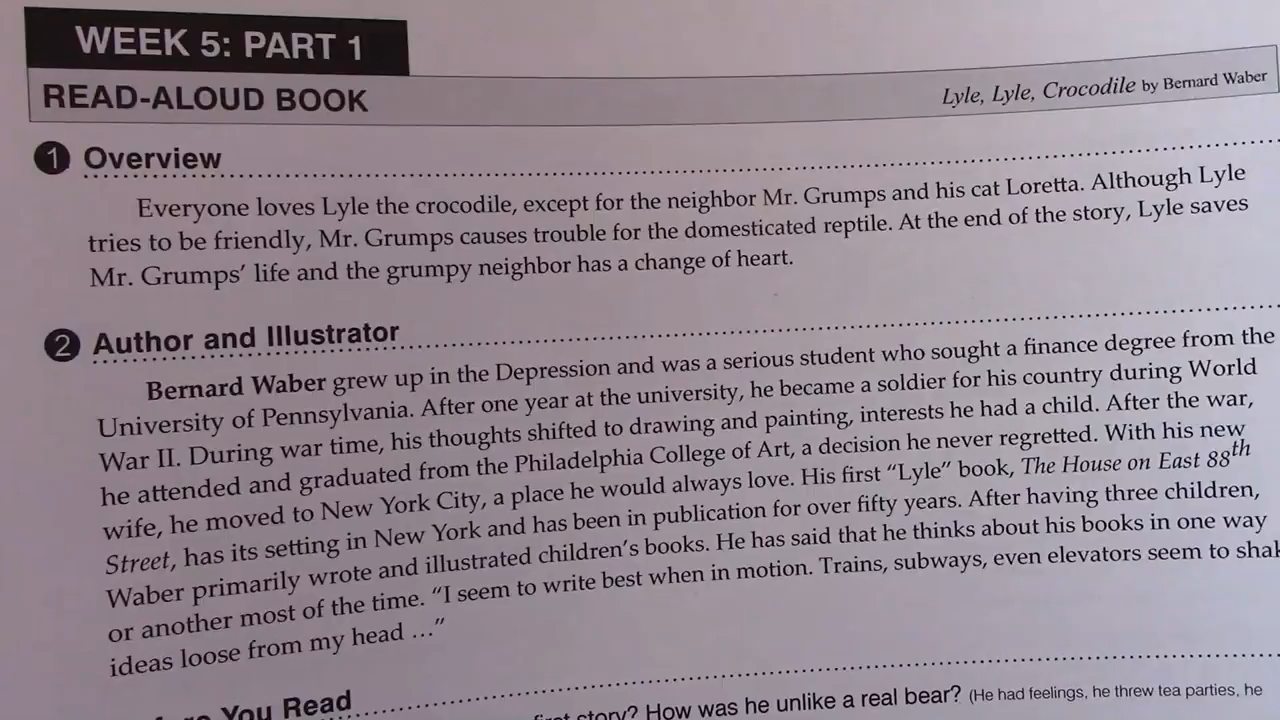 WEEK 5: PART 1
READ-ALOUD BOOK
Lyle, Lyle, Crocodile by Bernard Waber
1 Overview
Everyone loves Lyle the crocodile, except for the neighbor Mr. Grumps and his cat Loretta. Although Lyle
tries to be friendly, Mr. Grumps causes trouble for the domesticated reptile. At the end of the story, Lyle saves
Mr. Grumps' life and the grumpy neighbor has a change of heart.
2 Author and Illustrator
Bernard Waber grew up in the Depression and was a serious student who sought a finance degree from the
University of Pennsylvania. After one year at the university, he became a soldier for his country during World
War II. During war time, his thoughts shifted to drawing and painting, interests he had a child. After the war,
he attended and graduated from the Philadelphia College of Art, a decision he never regretted. With his new
wife, he moved to New York City, a place he would always love. His first “Lyle” book, The House on East 88th
Street, has its setting in New York and has been in publication for over fifty years. After having three children,
Waber primarily wrote and illustrated children's books. He has said that he thinks about his books in one way
or another most of the time. “I seem to write best when in motion. Trains, subways, even elevators seem to
ideas loose from my head ...”
You Read
story? How was he unlike a real bear? (He had feelings, he threw tea parties, he